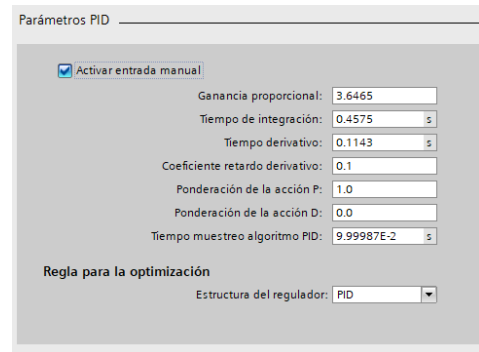 Parámetros PID
Activar entrada manual
Ganancia proporcional: 3.6465
Tiempo de integración: 0.4575 s
Tiempo derivativo: 0.1143 s
Coeficiente retardo derivativo: 0.1
Ponderación de la acción P: 1.0
Ponderación de la acción D: 0.0
Tiempo muestreo algoritmo PID: 9.99987E-2 s
Regla para la optimización
Estructura del regulador: PID